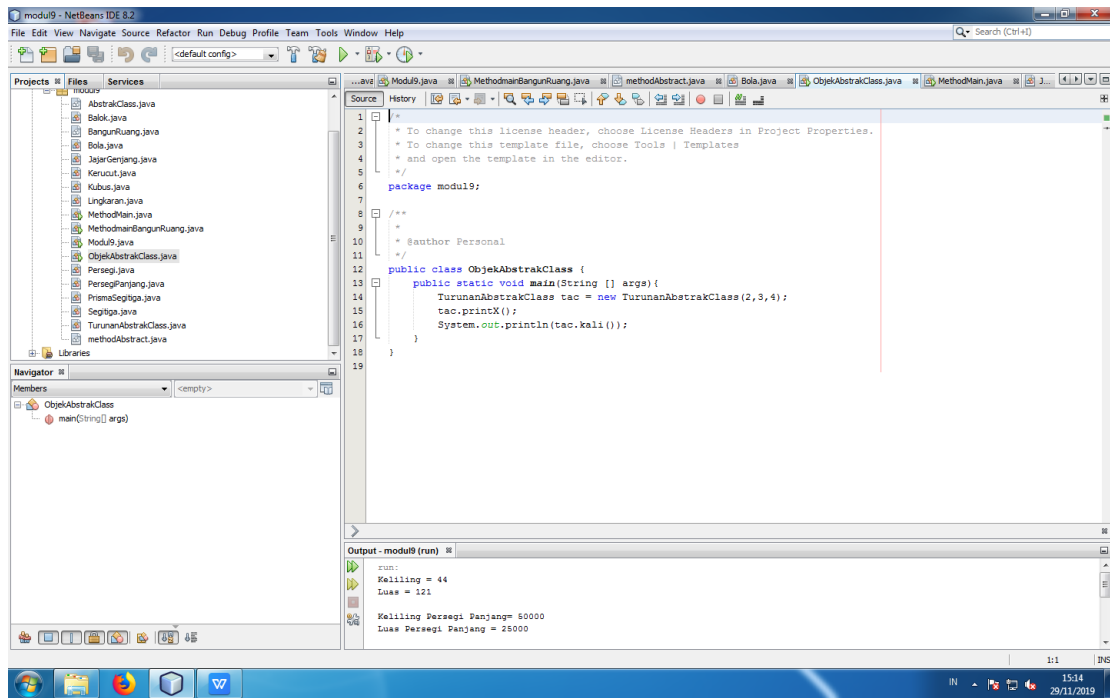 modul9 - NetBeans IDE 8.2
File Edit View Navigate Source Refactor Run Debug Profile Team Tools Window Help
Search (Ctrl+I)
<default config>
Projects Files Services
...ava Modul9.java MethodmainBangunRuang.java methodAbstract.java Bola.java ObjekAbstrakClass.java MethodMain.java J...
modul9
AbstrakClass.java
Balok.java
BangunRuang.java
Bola.java
JajarGenjang.java
Kerucut.java
Kubus.java
Lingkaran.java
MethodMain.java
MethodmainBangunRuang.java
Modul9.java
ObjekAbstrakClass.java
Persegi.java
PersegiPanjang.java
PrismaSegitiga.java
Segitiga.java
TurunanAbstrakClass.java
methodAbstract.java
Libraries
Navigator
Members <empty>
ObjekAbstrakClass
main(String[] args)
Source History
1 /*
2 * To change this license header, choose License Headers in Project Properties.
3 * To change this template file, choose Tools | Templates
4 * and open the template in the editor.
5 */
6 package modul9;
7
8 /**
9 *
10 * @author Personal
11 */
12 public class ObjekAbstrakClass {
13 public static void main(String [] args){
14 TurunanAbstrakClass tac = new TurunanAbstrakClass(2,3,4);
15 tac.printX();
16 System.out.println(tac.kali());
17 }
18 }
19
Output - modul9 (run)
run:
Keliling = 44
Luas = 121
Keliling Persegi Panjang= 50000
Luas Persegi Panjang = 25000
1:1 INS
IN
15:14
29/11/2019